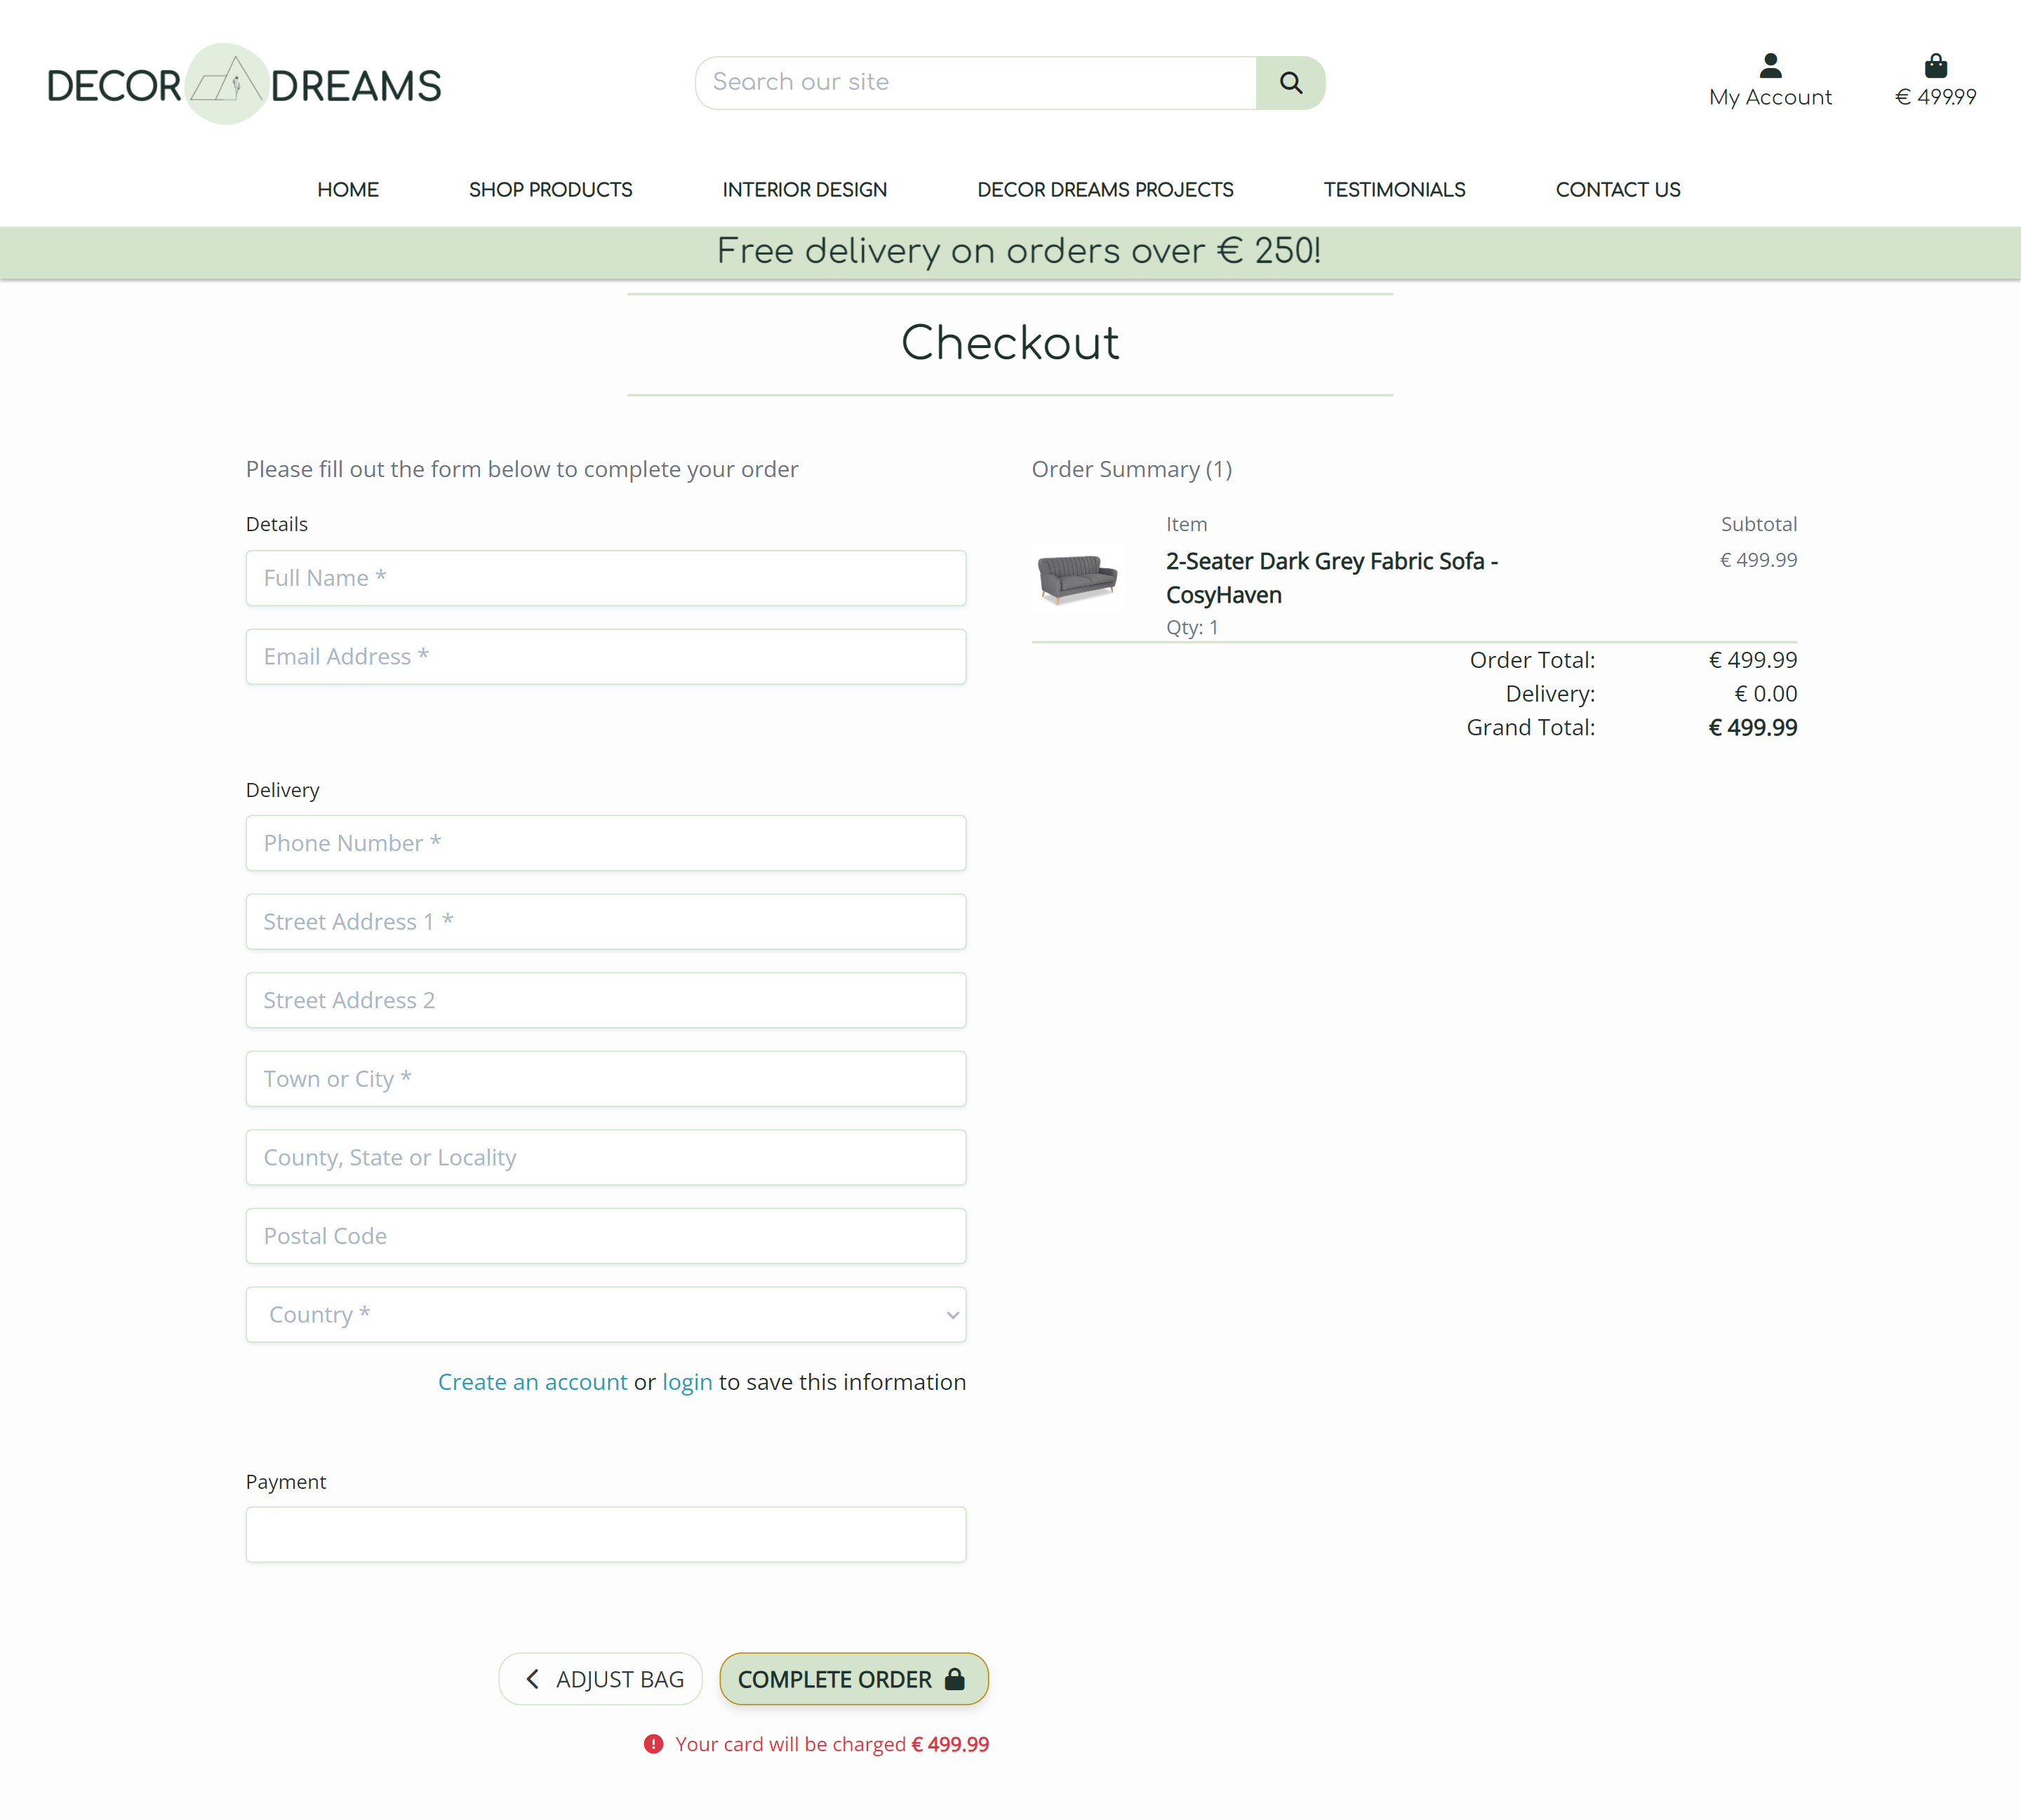 DECOR DREAMS
Search our site
My Account
€ 499.99
HOME SHOP PRODUCTS INTERIOR DESIGN DECOR DREAMS PROJECTS TESTIMONIALS CONTACT US
Free delivery on orders over € 250!
Checkout
Please fill out the form below to complete your order
Details
Full Name *
Email Address *
Delivery
Phone Number *
Street Address 1 *
Street Address 2
Town or City *
County, State or Locality
Postal Code
Country *
Create an account or login to save this information
Payment
ADJUST BAG
COMPLETE ORDER
Your card will be charged € 499.99
Order Summary (1)
Item Subtotal
2-Seater Dark Grey Fabric Sofa - € 499.99
CosyHaven
Qty: 1
Order Total: € 499.99
Delivery: € 0.00
Grand Total: € 499.99